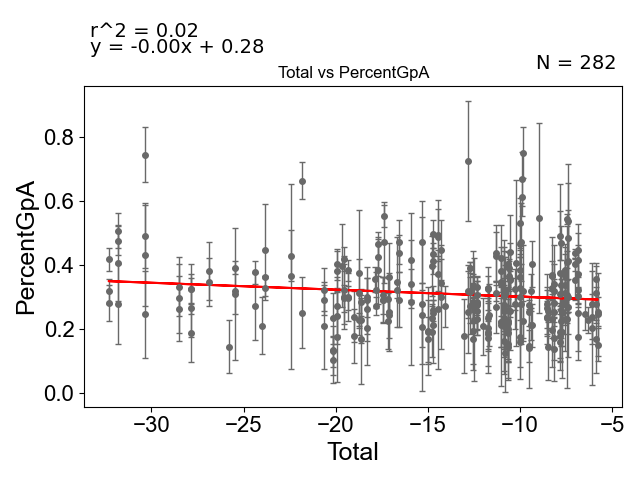 r^2 = 0.02
y = -0.00x + 0.28
N = 282
Total vs PercentGpA
PercentGpA
0.8
0.6
0.4
0.2
0.0
−30
−25
−20
−15
−10
−5
Total